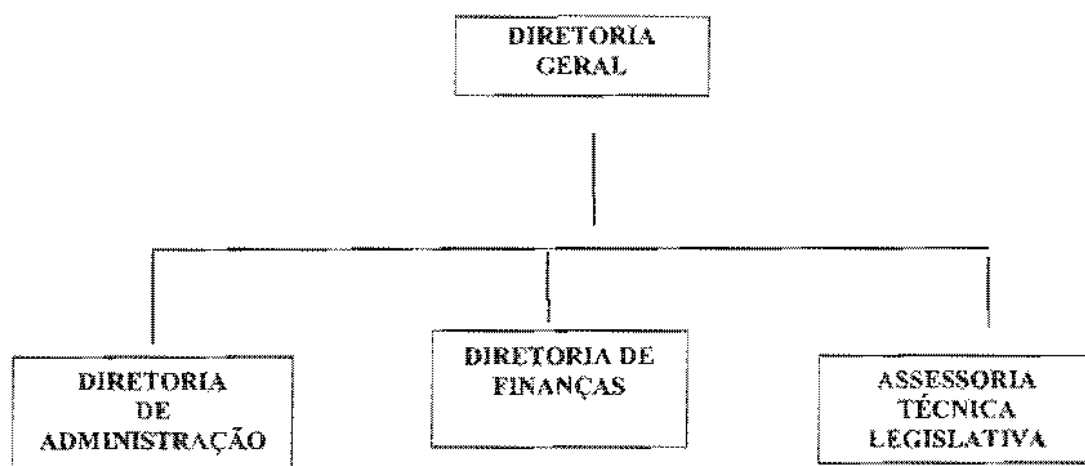 DIRETORIA
GERAL
DIRETORIA
DE
ADMINISTRAÇÃO
DIRETORIA DE
FINANÇAS
ASSESSORIA
TÉCNICA
LEGISLATIVA